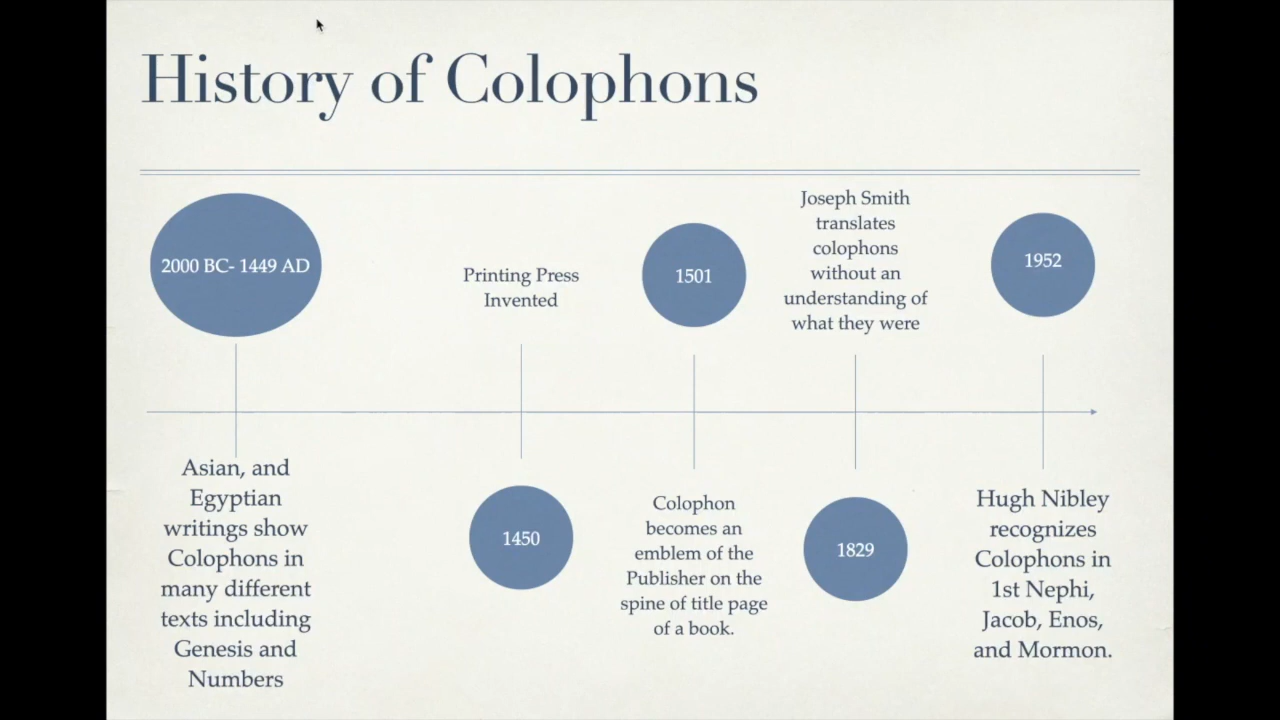 History of Colophons
2000 BC- 1449 AD
Asian, and
Egyptian
writings show
Colophons in
many different
texts including
Genesis and
Numbers
Printing Press
Invented
1450
1501
Colophon
becomes an
emblem of the
Publisher on the
spine of title page
of a book.
Joseph Smith
translates
colophons
without an
understanding of
what they were
1829
1952
Hugh Nibley
recognizes
Colophons in
1st Nephi,
Jacob, Enos,
and Mormon.